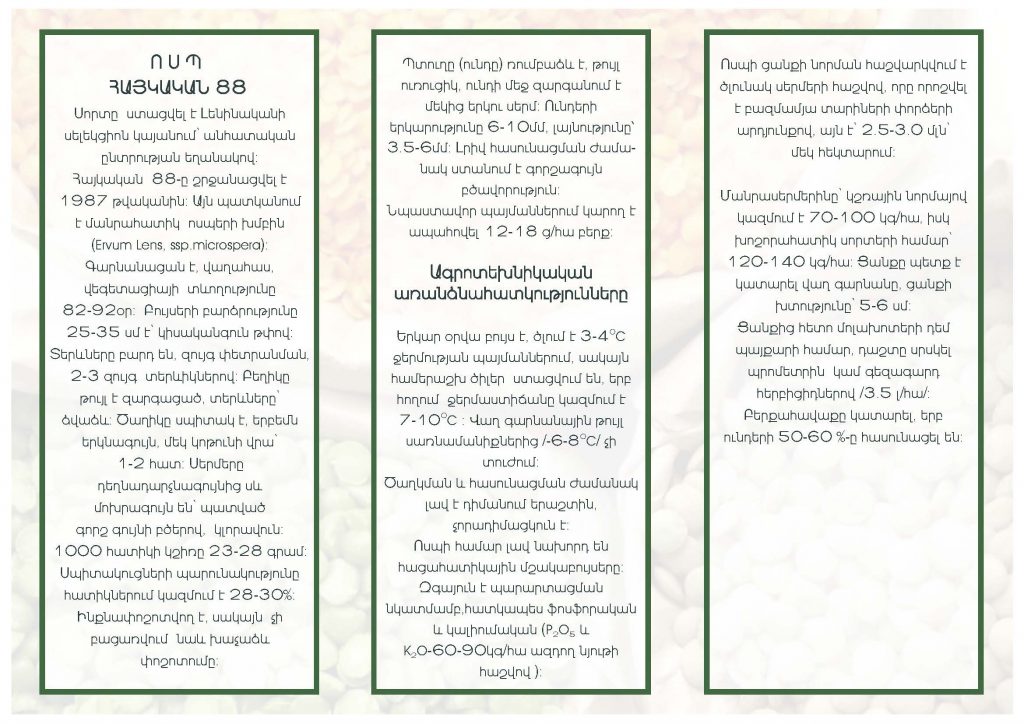 ՈՍՊ
ՀԱՅԿԱԿԱՆ 88
Սորտը ստացվել է Լենինականի
սելեկցիոն կայանում՝ անհատական
ընտրության եղանակով:
Հայկական 88-ը շրջանացվել է
1987 թվականին: Այն պատկանում
է մանրահատիկ ոսպերի խմբին
(Ervum Lens, ssp.microspera):
Գարնանացան է, վաղահաս,
վեգետացիայի տևողությունը
82-92օր: Բույսերի բարձրությունը
25-35 սմ է՝ կիսականգուն թփով:
Տերևները բարդ են, զույգ փետրանման,
2-3 զույգ տերևիկներով: Բեղիկը
թույլ է զարգացած, տերևները՝
ձվաձև: Ծաղիկը սպիտակ է, երբեմն
երկնագույն, մեկ կոթունի վրա՝
1-2 հատ: Սերմերը
դեղնադարչնագույնից սև
մոխրագույն են՝ պատված
գորշ գույնի բծերով, կլորավուն:
1000 հատիկի կշիռը 23-28 գրամ:
Սպիտակուցների պարունակությունը
հատիկներում կազմում է 28-30%:
Ինքնափոշոտվող է, սակայն չի
բացառվում նաև խաչաձև
փոշոտումը:
Պտուղը (ունդը) ռումբաձև է, թույլ
ուռուցիկ, ունդի մեջ զարգանում է
մեկից երկու սերմ: Ունդերի
երկարությունը 6-10մմ, լայնությունը՝
3.5-6մմ: Լրիվ հասունացման ժամա-
նակ ստանում է գորշագույն
բծավորություն:
Նպաստավոր պայմաններում կարող է
ապահովել 12-18 ց/հա բերք:
Ագրոտեխնիկական
առանձնահատկությունները
Երկար օրվա բույս է, ծլում է 3-4°C
ջերմության պայմաններում, սակայն
համերաշխ ծիլեր ստացվում են, երբ
հողում ջերմաստիճանը կազմում է
7-10°C : Վաղ գարնանային թույլ
սառնամանիքներից /-6-8°C/ չի
տուժում:
Ծաղկման և հասունացման ժամանակ
լավ է դիմանում երաշտին,
չորադիմացկուն է:
Ոսպի համար լավ նախորդ են
հացահատիկային մշակաբույսերը:
Զգայուն է պարարտացման
նկատմամբ,հատկապես ֆոսֆորական
և կալիումական (P₂O₅ և
K₂O-60-90կգ/հա ազդող նյութի
հաշվով ):
Ոսպի ցանքի նորման հաշվարկվում է
ծլունակ սերմերի հաշվով, որը որոշվել
է բազմամյա տարիների փորձերի
արդյունքով, այն է՝ 2.5-3.0 մլն՝
մեկ հեկտարում:
Մանրասերմերինը՝ կշռային նորմայով
կազմում է 70-100 կգ/հա, իսկ
խոշորահատիկ սորտերի համար՝
120-140 կգ/հա: Ցանքը պետք է
կատարել վաղ գարնանը, ցանքի
խտությունը՝ 5-6 սմ:
Ցանքից հետո մոլախոտերի դեմ
պայքարի համար, դաշտը սրսկել
պրոմետրին կամ գեզագարդ
հերբիցիդներով /3.5 լ/հա/:
Բերքահավաքը կատարել, երբ
ունդերի 50-60 %-ը հասունացել են: